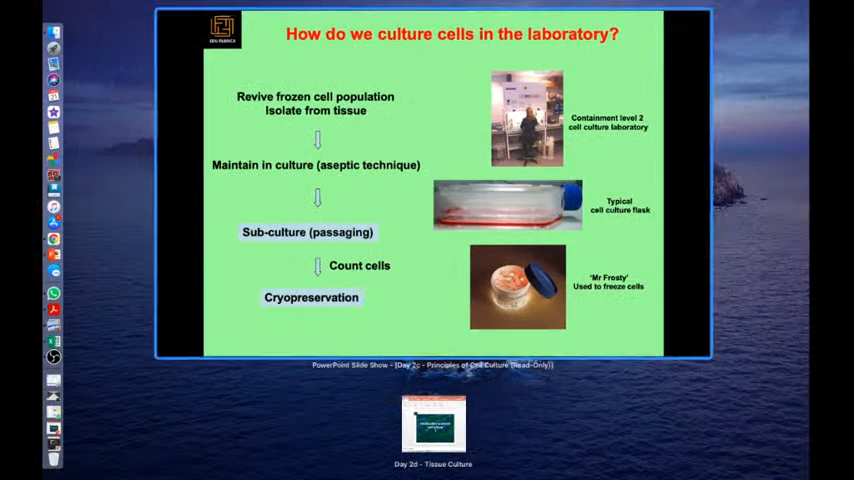 EDU FABRICA
How do we culture cells in the laboratory?
Revive frozen cell population
Isolate from tissue
Containment level 2
cell culture laboratory
Maintain in culture (aseptic technique)
Typical
cell culture flask
Sub-culture (passaging)
Count cells
'Mr Frosty'
Used to freeze cells
Cryopreservation
PowerPoint Slide Show - [Day 2c - Principles of Cell Culture (Read-Only)]
Day 2d - Tissue Culture